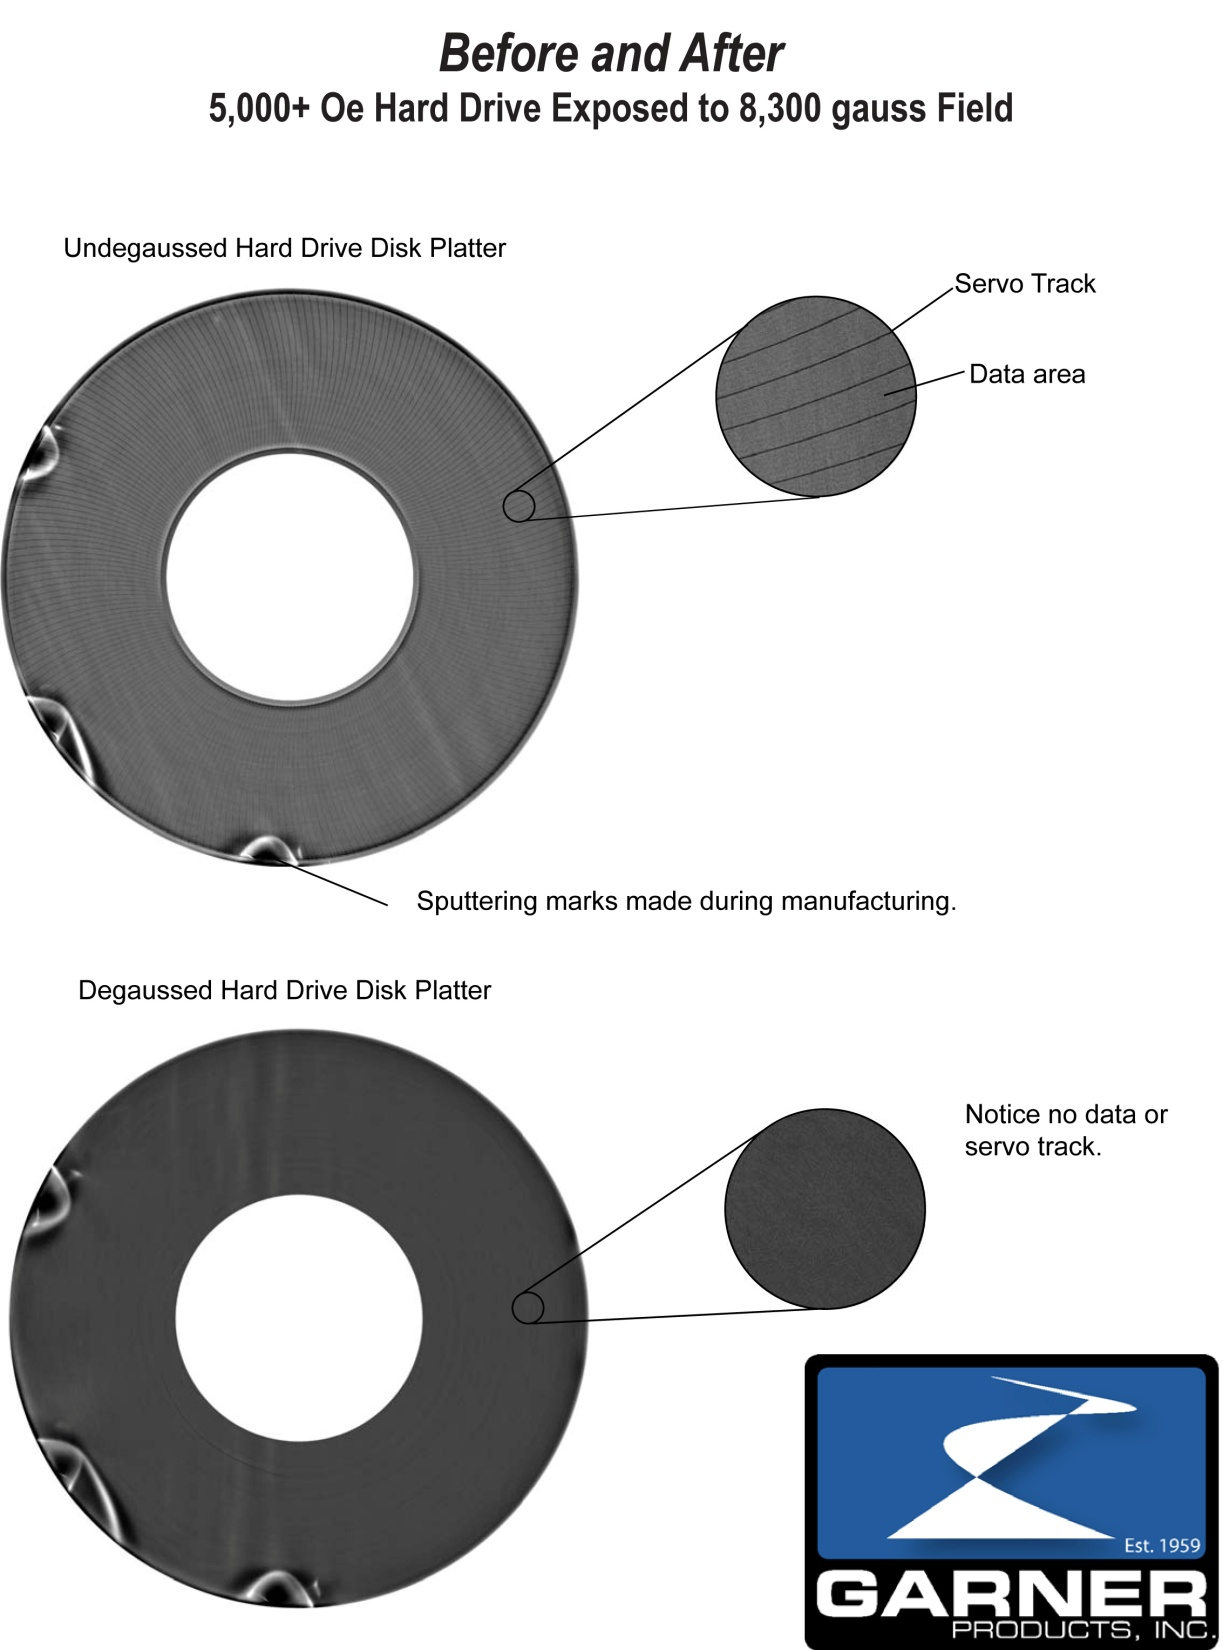 Before and After
5,000+ Oe Hard Drive Exposed to 8,300 gauss Field
Undegaussed Hard Drive Disk Platter
Servo Track
Data area
Sputtering marks made during manufacturing.
Degaussed Hard Drive Disk Platter
Notice no data or
servo track.
Est. 1959
GARNER
PRODUCTS, INC.